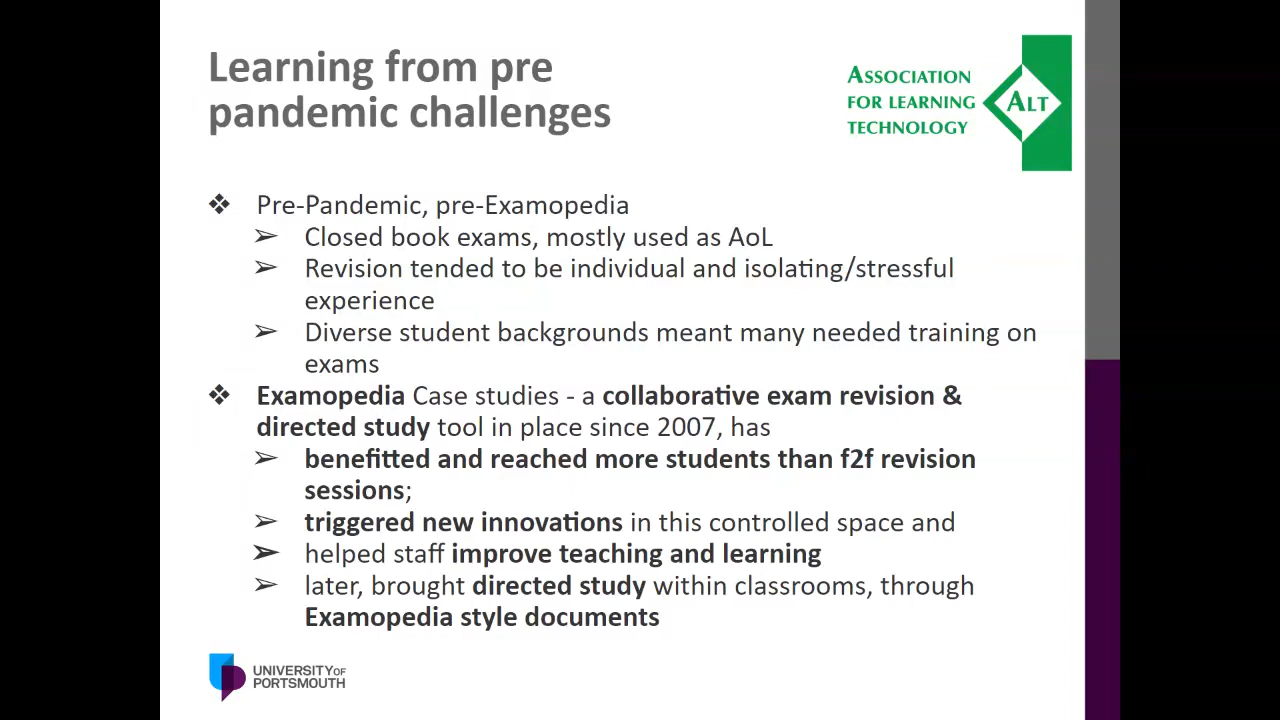 Learning from pre
pandemic challenges
ASSOCIATION
FOR LEARNING
TECHNOLOGY
ALT
❖ Pre-Pandemic, pre-Examopedia
➢ Closed book exams, mostly used as AoL
➢ Revision tended to be individual and isolating/stressful
experience
➢ Diverse student backgrounds meant many needed training on
exams
❖ Examopedia Case studies - a collaborative exam revision &
directed study tool in place since 2007, has
➢ benefitted and reached more students than f2f revision
sessions;
➢ triggered new innovations in this controlled space and
➢ helped staff improve teaching and learning
➢ later, brought directed study within classrooms, through
Examopedia style documents
UNIVERSITY OF
PORTSMOUTH